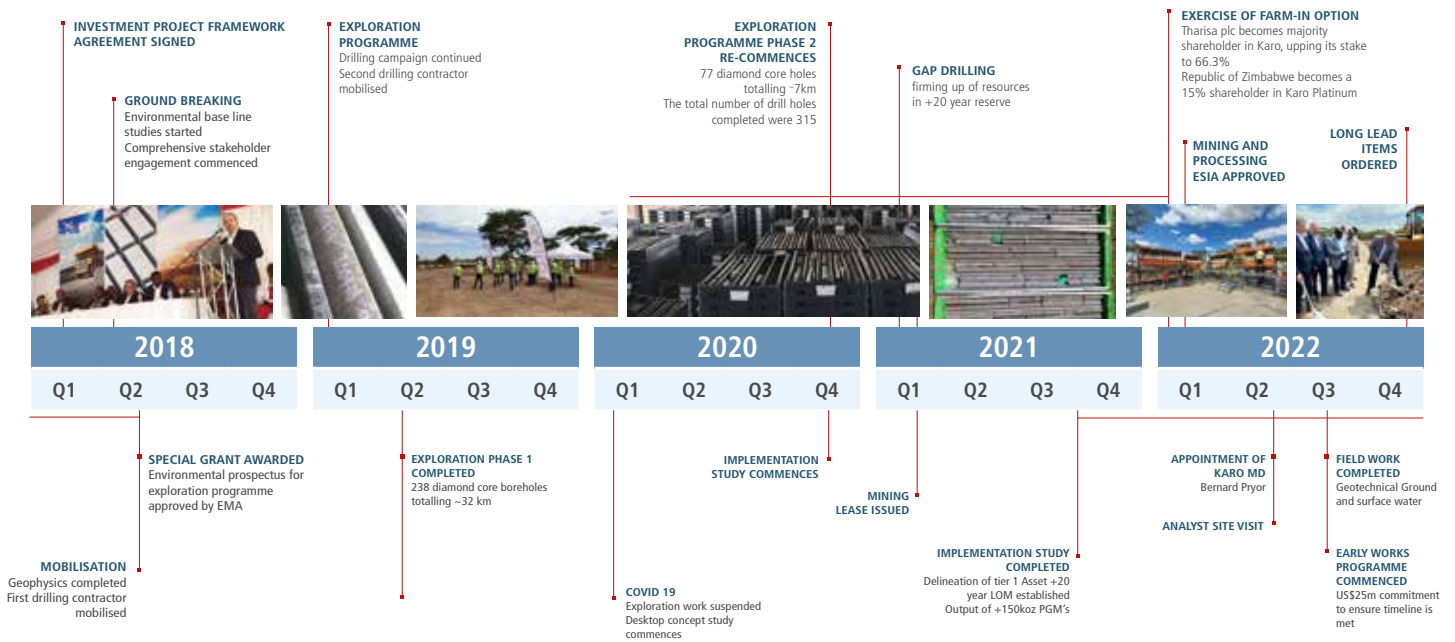 INVESTMENT PROJECT FRAMEWORK
AGREEMENT SIGNED
GROUND BREAKING
Environmental base line
studies started
Comprehensive stakeholder
engagement commenced
EXPLORATION
PROGRAMME
Drilling campaign continued
Second drilling contractor
mobilised
EXPLORATION
PROGRAMME PHASE 2
RE-COMMENCES
77 diamond core holes
totalling ~7km
The total number of drill holes
completed were 315
GAP DRILLING
firming up of resources
in +20 year reserve
EXERCISE OF FARM-IN OPTION
Tharisa plc becomes majority
shareholder in Karo, upping its stake
to 66.3%
Republic of Zimbabwe becomes a
15% shareholder in Karo Platinum
MINING AND
PROCESSING
ESIA APPROVED
LONG LEAD
ITEMS
ORDERED
2018
2019
2020
2021
2022
Q1 Q2 Q3 Q4
Q1 Q2 Q3 Q4
Q1 Q2 Q3 Q4
Q1 Q2 Q3 Q4
Q1 Q2 Q3 Q4
SPECIAL GRANT AWARDED
Environmental prospectus for
exploration programme
approved by EMA
MOBILISATION
Geophysics completed
First drilling contractor
mobilised
EXPLORATION PHASE 1
COMPLETED
238 diamond core boreholes
totalling ~32 km
COVID 19
Exploration work suspended
Desktop concept study
commences
IMPLEMENTATION
STUDY COMMENCES
MINING
LEASE ISSUED
IMPLEMENTATION STUDY
COMPLETED
Delineation of tier 1 Asset +20
year LOM established
Output of +150koz PGM's
APPOINTMENT OF
KARO MD
Bernard Pryor
ANALYST SITE VISIT
FIELD WORK
COMPLETED
Geotechnical Ground
and surface water
EARLY WORKS
PROGRAMME
COMMENCED
US$25m commitment
to ensure timeline is
met